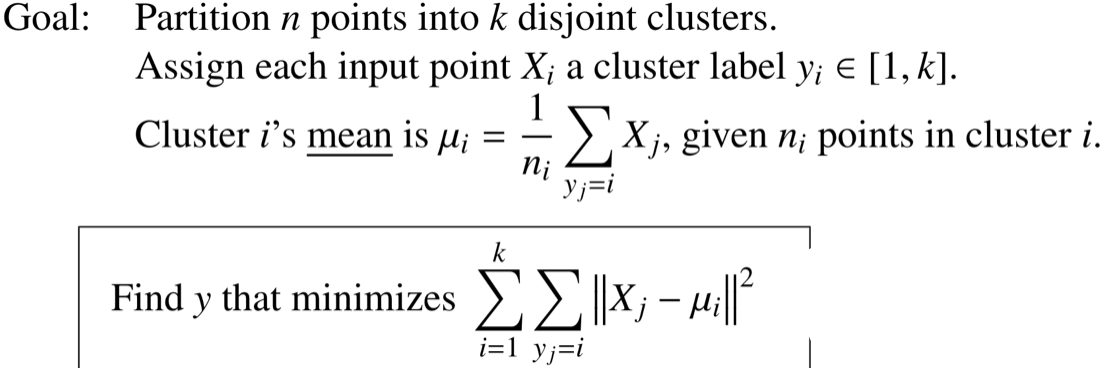 Goal: Partition n points into k disjoint clusters.
Assign each input point X_i a cluster label y_i ∈ [1, k].
Cluster i's mean is μ_i = 1/n_i ∑_{y_j=i} X_j, given n_i points in cluster i.
Find y that minimizes ∑_{i=1}^{k} ∑_{y_j=i} ‖X_j − μ_i‖^2